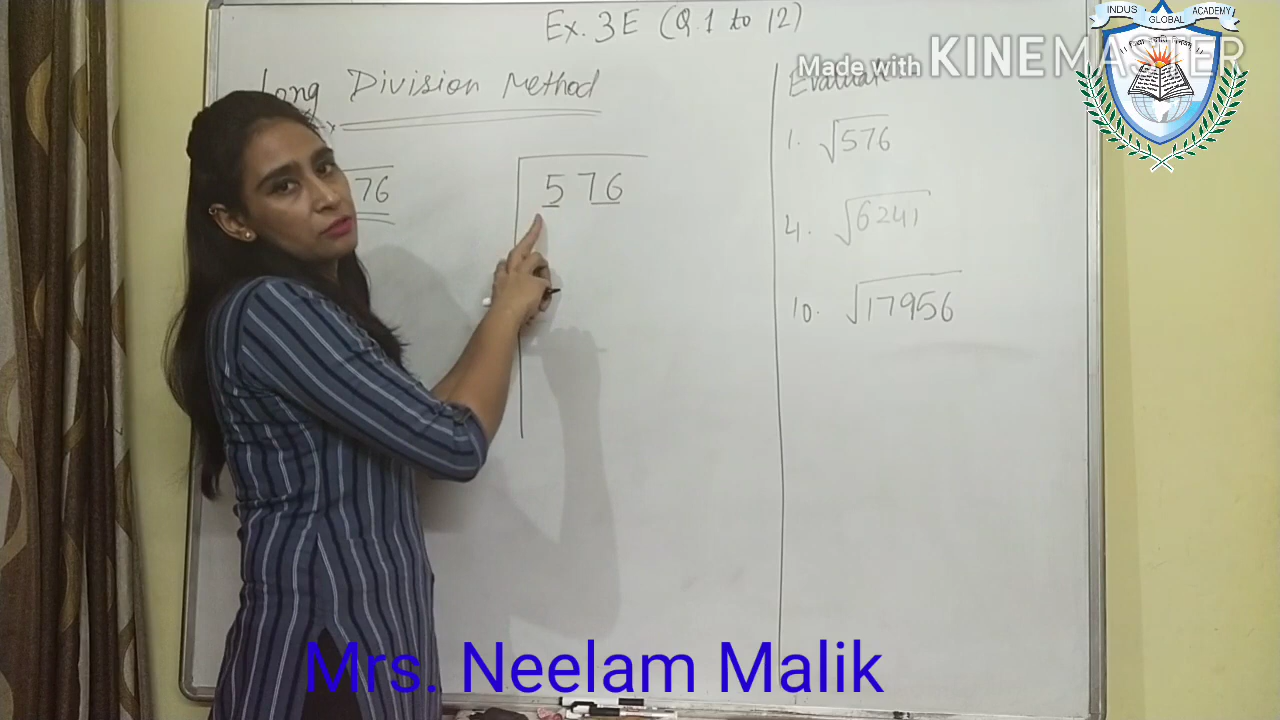 Ex. 3E (Q.1 to 12)
INDUS GLOBAL ACADEMY
Made with KINEMASTER
Long Division Method
Evaluate
1. √576
76
576
4. √6241
10. √17956
Mrs. Neelam Malik